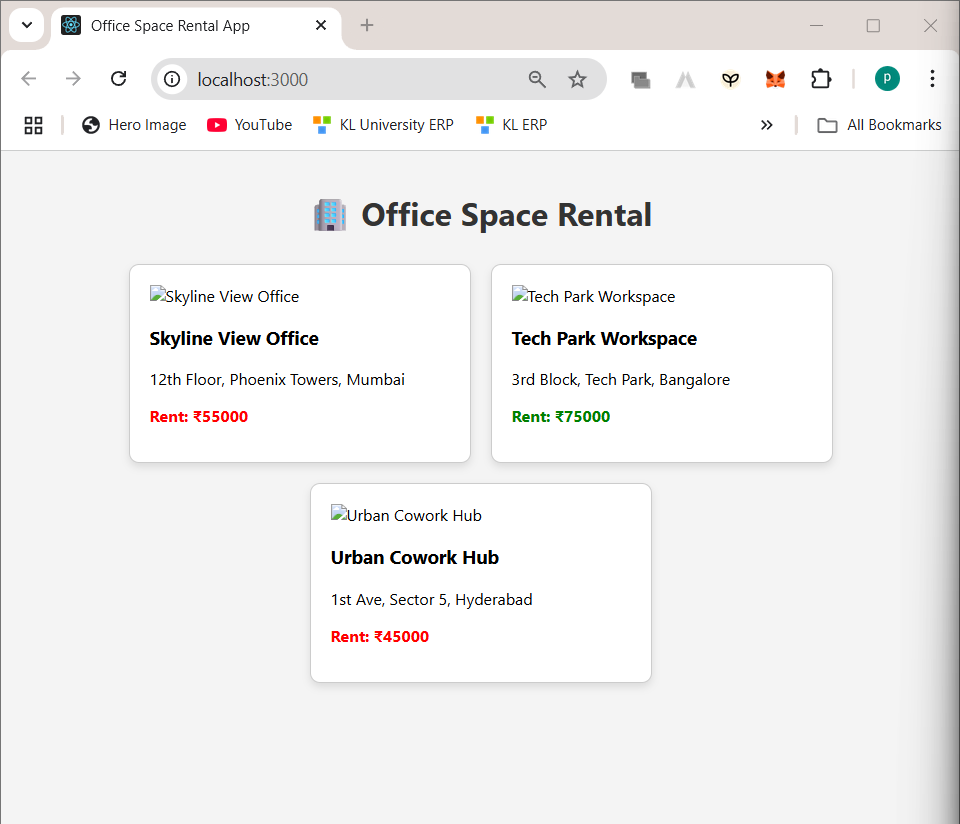 Office Space Rental App
localhost:3000
P
Hero Image
YouTube
KL University ERP
KL ERP
All Bookmarks
Office Space Rental
Skyline View Office
Skyline View Office
12th Floor, Phoenix Towers, Mumbai
Rent: ₹55000
Tech Park Workspace
Tech Park Workspace
3rd Block, Tech Park, Bangalore
Rent: ₹75000
Urban Cowork Hub
Urban Cowork Hub
1st Ave, Sector 5, Hyderabad
Rent: ₹45000